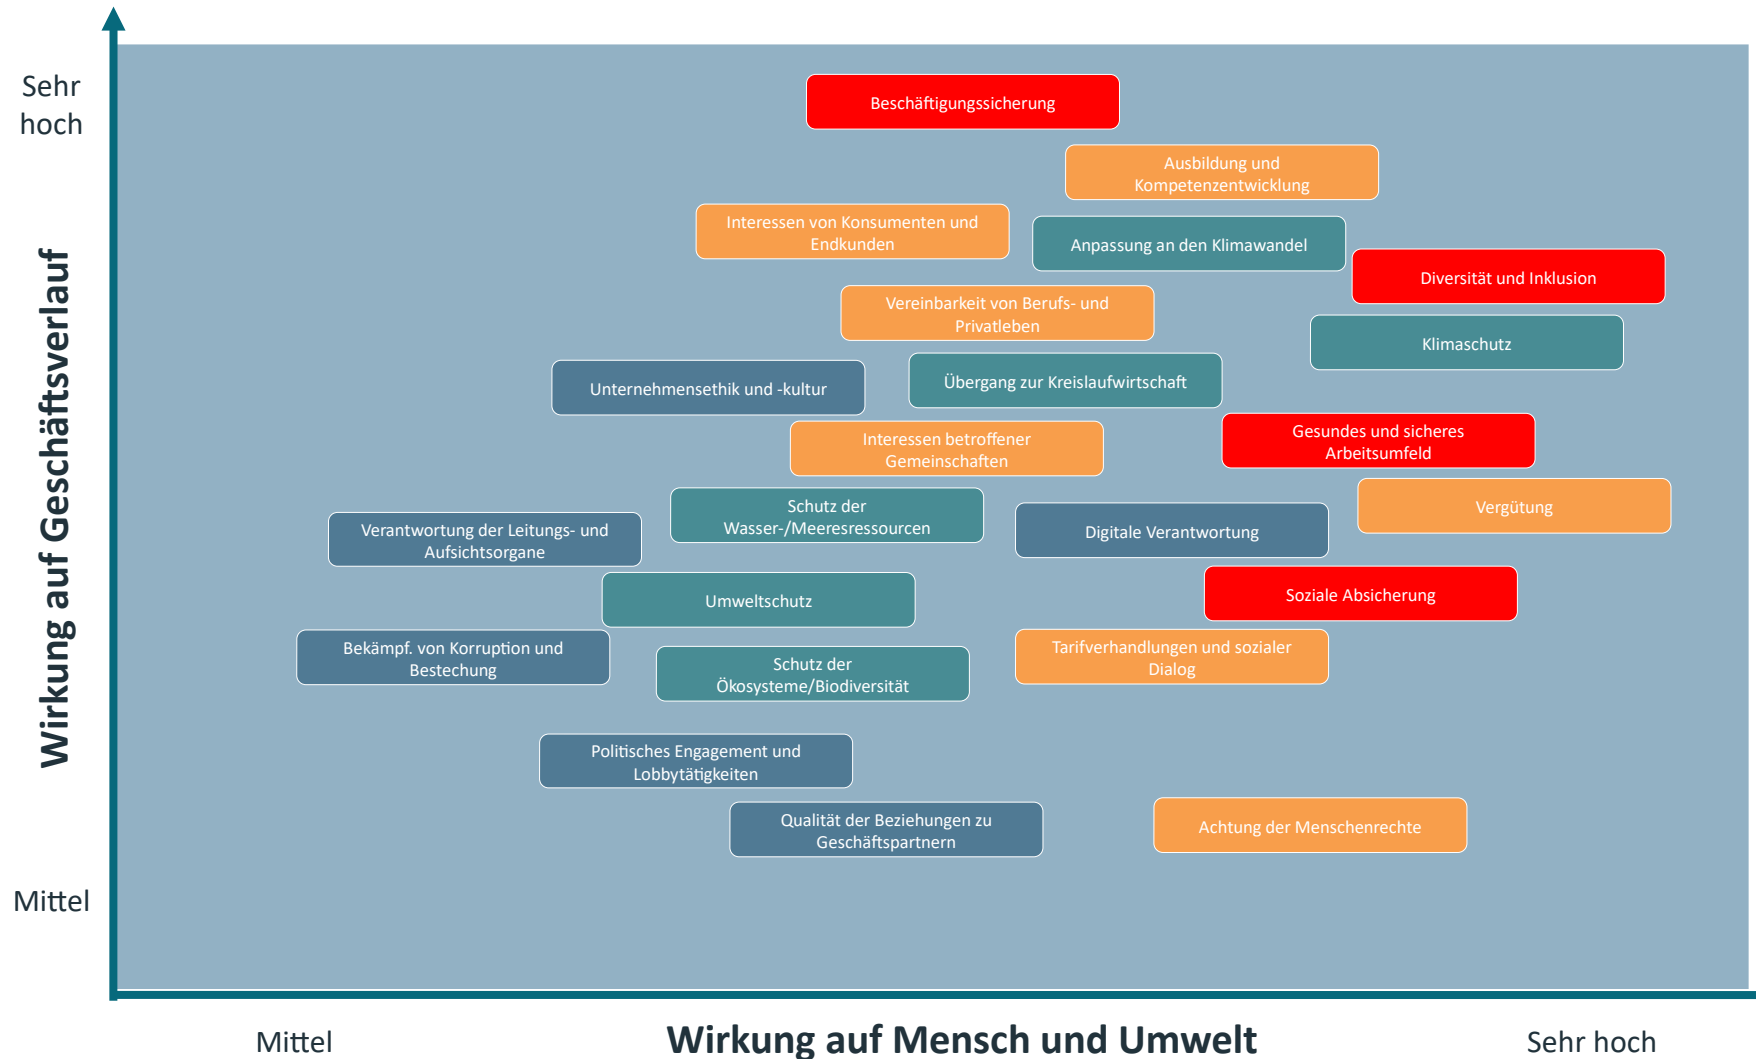 Sehr
hoch
Beschäftigungssicherung
Ausbildung und
Kompetenzentwicklung
Interessen von Konsumenten und
Endkunden
Anpassung an den Klimawandel
Diversität und Inklusion
Vereinbarkeit von Berufs- und
Privatleben
Klimaschutz
Unternehmensethik und -kultur
Übergang zur Kreislaufwirtschaft
Interessen betroffener
Gemeinschaften
Gesundes und sicheres
Arbeitsumfeld
Schutz der
Wasser-/Meeresressourcen
Vergütung
Verantwortung der Leitungs- und
Aufsichtsorgane
Digitale Verantwortung
Umweltschutz
Soziale Absicherung
Bekämpf. von Korruption und
Bestechung
Schutz der
Ökosysteme/Biodiversität
Tarifverhandlungen und sozialer
Dialog
Politisches Engagement und
Lobbytätigkeiten
Qualität der Beziehungen zu
Geschäftspartnern
Achtung der Menschenrechte
Wirkung auf Geschäftsverlauf
Mittel
Mittel
Wirkung auf Mensch und Umwelt
Sehr hoch